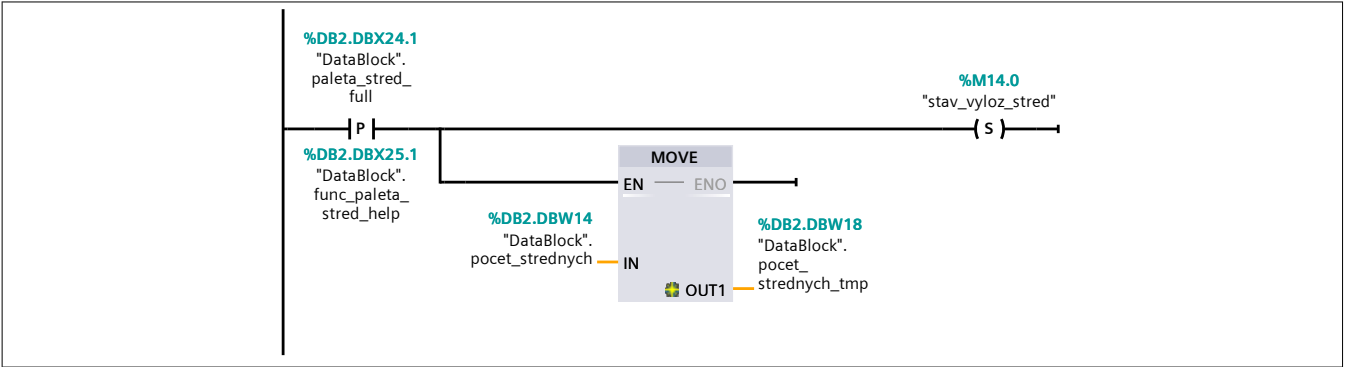 %DB2.DBX24.1
"DataBlock".
paleta_stred_
full
P
%DB2.DBX25.1
"DataBlock".
func_paleta_
stred_help
%M14.0
"stav_vyloz_stred"
( S )
MOVE
EN
ENO
%DB2.DBW14
"DataBlock".
pocet_strednych
IN
OUT1
%DB2.DBW18
"DataBlock".
pocet_
strednych_tmp